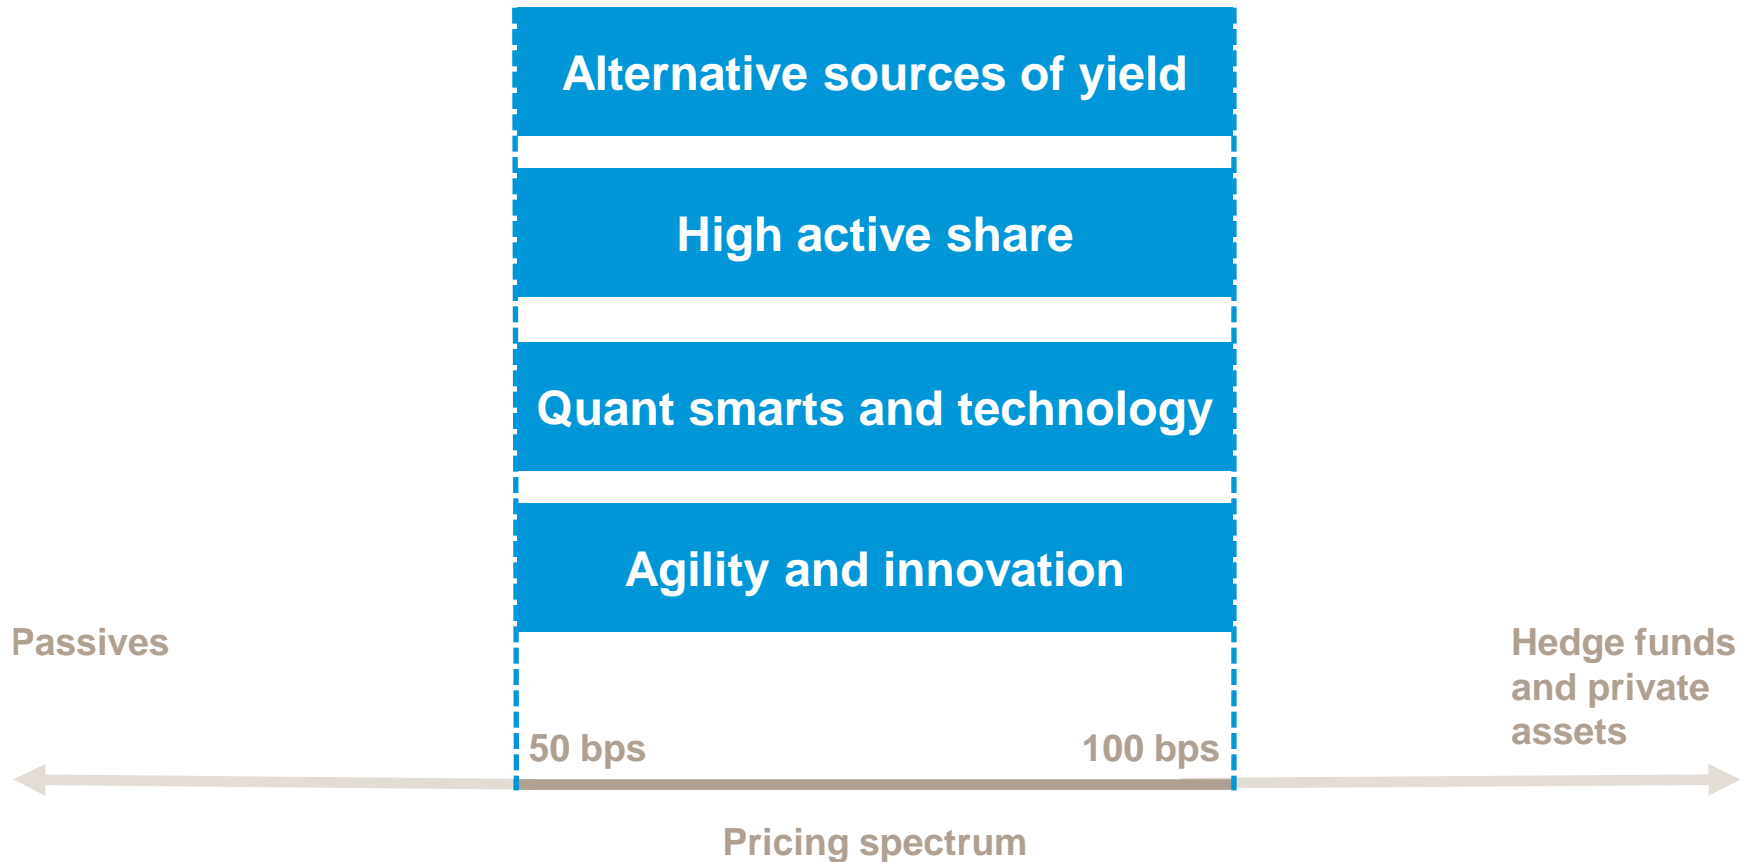 Alternative sources of yield
High active share
Quant smarts and technology
Agility and innovation
Passives
Hedge funds
and private
assets
50 bps
100 bps
Pricing spectrum